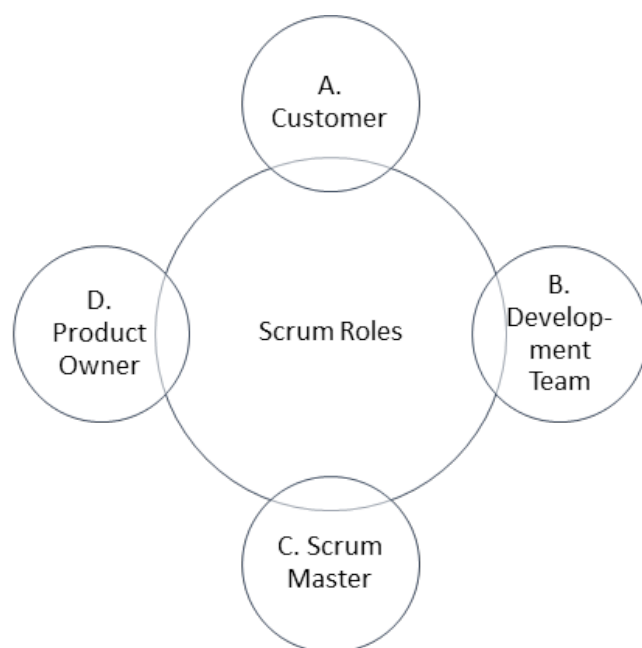 A.
Customer
D.
Product
Owner
Scrum Roles
B.
Develop-
ment
Team
C. Scrum
Master